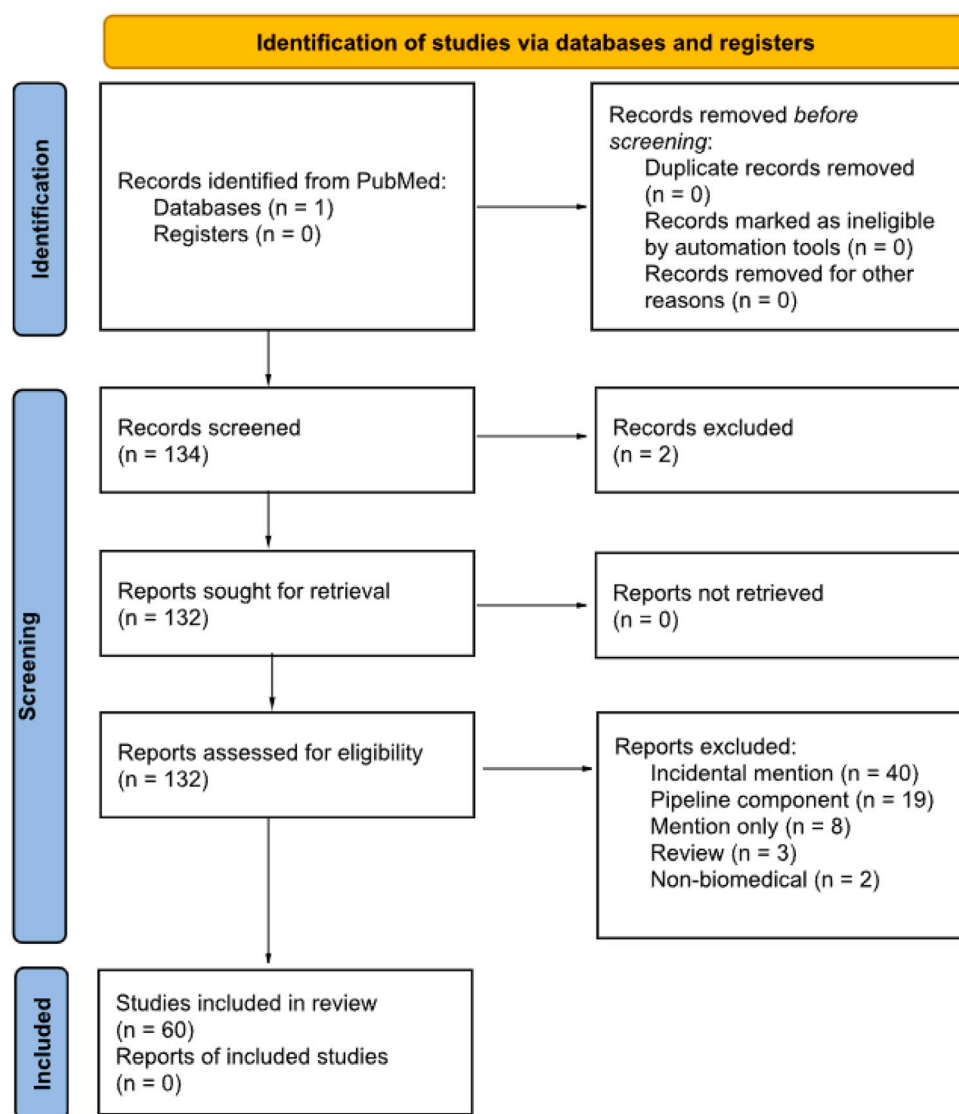 Identification of studies via databases and registers
Identification
Records identified from PubMed:
Databases (n = 1)
Registers (n = 0)
Records removed before
screening:
Duplicate records removed
(n = 0)
Records marked as ineligible
by automation tools (n = 0)
Records removed for other
reasons (n = 0)
Screening
Records screened
(n = 134)
Records excluded
(n = 2)
Reports sought for retrieval
(n = 132)
Reports not retrieved
(n = 0)
Reports assessed for eligibility
(n = 132)
Reports excluded:
Incidental mention (n = 40)
Pipeline component (n = 19)
Mention only (n = 8)
Review (n = 3)
Non-biomedical (n = 2)
Included
Studies included in review
(n = 60)
Reports of included studies
(n = 0)